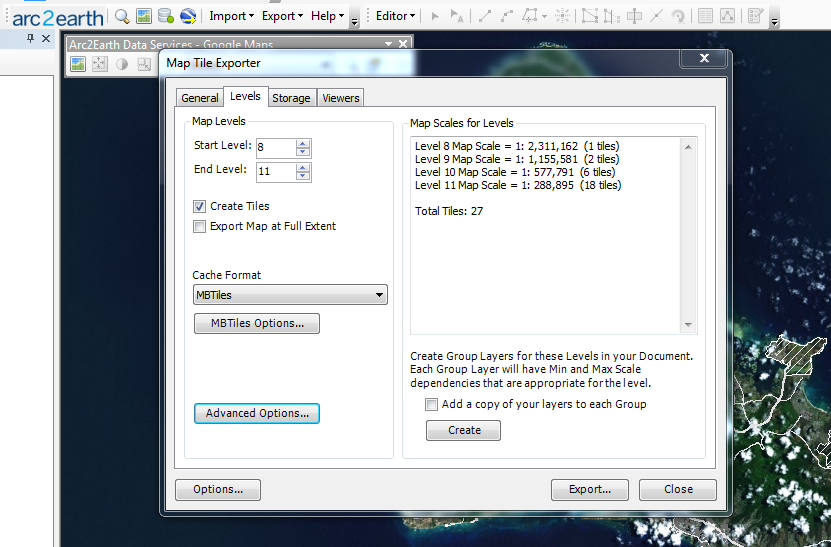 arc2earth
Import
Export
Help
Editor
Arc2Earth Data Services - Google Maps
Map Tile Exporter
General
Levels
Storage
Viewers
Map Levels
Start Level:
8
End Level:
11
Create Tiles
Export Map at Full Extent
Cache Format
MBTiles
MBTiles Options...
Advanced Options...
Map Scales for Levels
Level 8 Map Scale = 1: 2,311,162 (1 tiles)
Level 9 Map Scale = 1: 1,155,581 (2 tiles)
Level 10 Map Scale = 1: 577,791 (6 tiles)
Level 11 Map Scale = 1: 288,895 (18 tiles)
Total Tiles: 27
Create Group Layers for these Levels in your Document.
Each Group Layer will have Min and Max Scale
dependencies that are appropriate for the level.
Add a copy of your layers to each Group
Create
Options...
Export...
Close